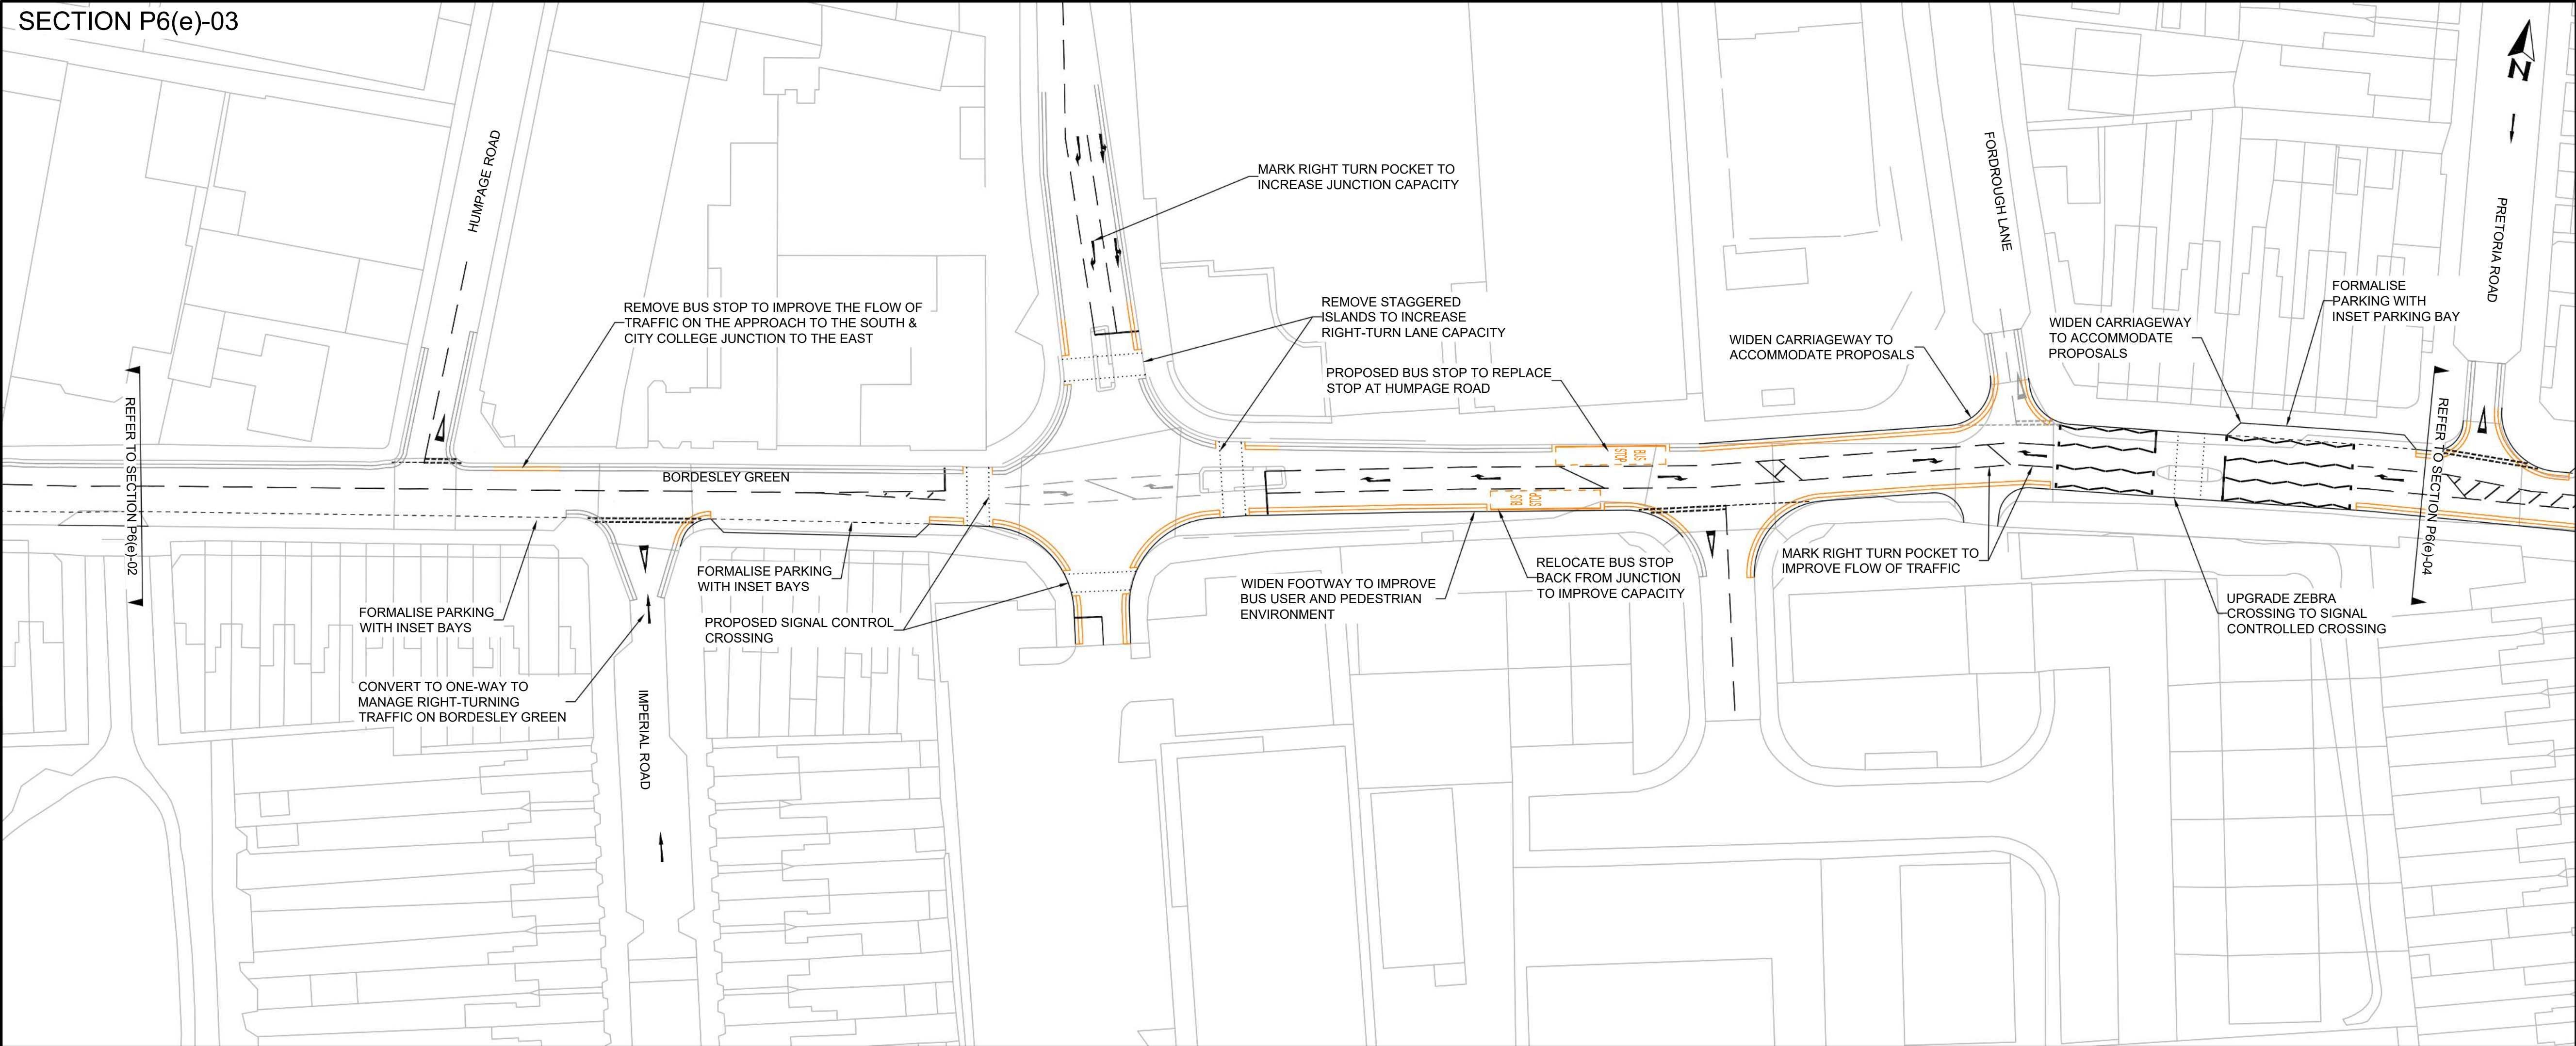 SECTION P6(e)-03
N
HUMPAGE ROAD
FORDROUGH LANE
PRETORIA ROAD
MARK RIGHT TURN POCKET TO
INCREASE JUNCTION CAPACITY
REMOVE BUS STOP TO IMPROVE THE FLOW OF
TRAFFIC ON THE APPROACH TO THE SOUTH &
CITY COLLEGE JUNCTION TO THE EAST
REMOVE STAGGERED
ISLANDS TO INCREASE
RIGHT-TURN LANE CAPACITY
PROPOSED BUS STOP TO REPLACE
STOP AT HUMPAGE ROAD
WIDEN CARRIAGEWAY TO
ACCOMMODATE PROPOSALS
WIDEN CARRIAGEWAY
TO ACCOMMODATE
PROPOSALS
FORMALISE
PARKING WITH
INSET PARKING BAY
REFER TO SECTION P6(e)-02
BORDESLEY GREEN
BUS
STOP
BUS
STOP
REFER TO SECTION P6(e)-04
FORMALISE PARKING
WITH INSET BAYS
FORMALISE PARKING
WITH INSET BAYS
PROPOSED SIGNAL CONTROL
CROSSING
WIDEN FOOTWAY TO IMPROVE
BUS USER AND PEDESTRIAN
ENVIRONMENT
RELOCATE BUS STOP
BACK FROM JUNCTION
TO IMPROVE CAPACITY
MARK RIGHT TURN POCKET TO
IMPROVE FLOW OF TRAFFIC
UPGRADE ZEBRA
CROSSING TO SIGNAL
CONTROLLED CROSSING
CONVERT TO ONE-WAY TO
MANAGE RIGHT-TURNING
TRAFFIC ON BORDESLEY GREEN
IMPERIAL ROAD